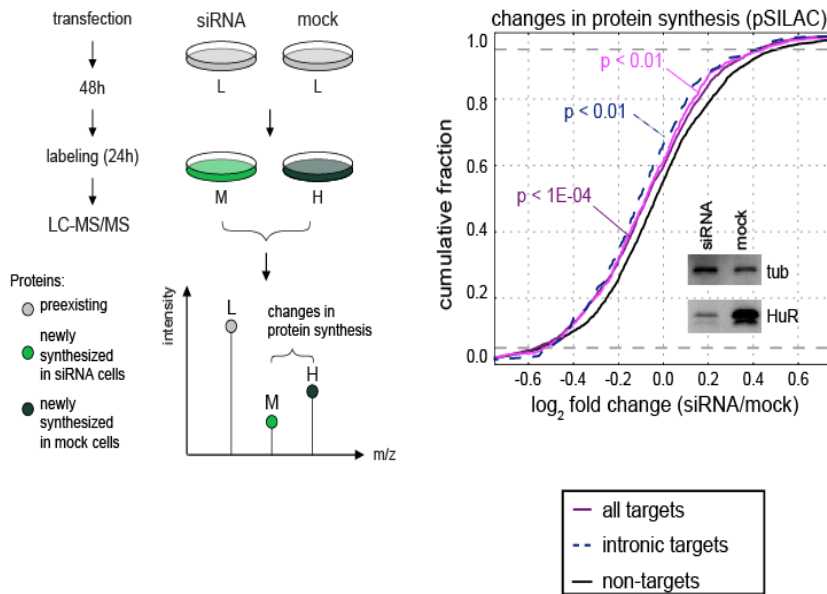 transfection
48h
labeling (24h)
LC-MS/MS
siRNA
mock
L
L
M
H
Proteins:
preexisting
newly
synthesized
in siRNA cells
newly
synthesized
in mock cells
intensity
L
changes in
protein synthesis
M
H
m/z
changes in protein synthesis (pSILAC)
cumulative fraction
1.0
0.8
0.6
0.4
0.2
0.0
p < 0.01
p < 0.01
p < 1E-04
siRNA
mock
tub
HuR
-0.6
-0.4
-0.2
0.0
0.2
0.4
0.6
log2 fold change (siRNA/mock)
all targets
intronic targets
non-targets